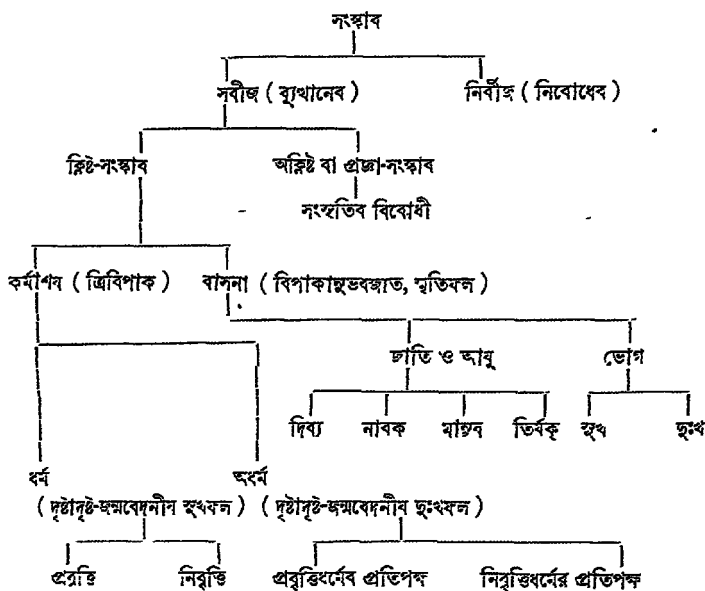 সংস্কাব
সবীজ ( ব্যুত্থানেব ) নির্বীজ ( নিবোধেব )
ক্লিষ্ট-সংস্কাব অক্লিষ্ট বা প্রজ্ঞা-সংস্কাব
সংসৃতিব বিবোধী
কর্মাশয ( ত্রিবিপাক ) বাসনা ( বিপাকানুভবজাত, স্মৃতিফল )
জাতি ও আযু ভোগ
দিব্য নাবক মানুষ তির্যক্ সুখ দুঃখ
ধর্ম অধর্ম
( দৃষ্টাদৃষ্ট-জন্মবেদনীয সুখফল ) ( দৃষ্টাদৃষ্ট-জন্মবেদনীয দুঃখফল )
প্রবৃত্তি নিবৃত্তি প্রবৃত্তিধর্মেব প্রতিপক্ষ নিবৃত্তিধর্মের প্রতিপক্ষ